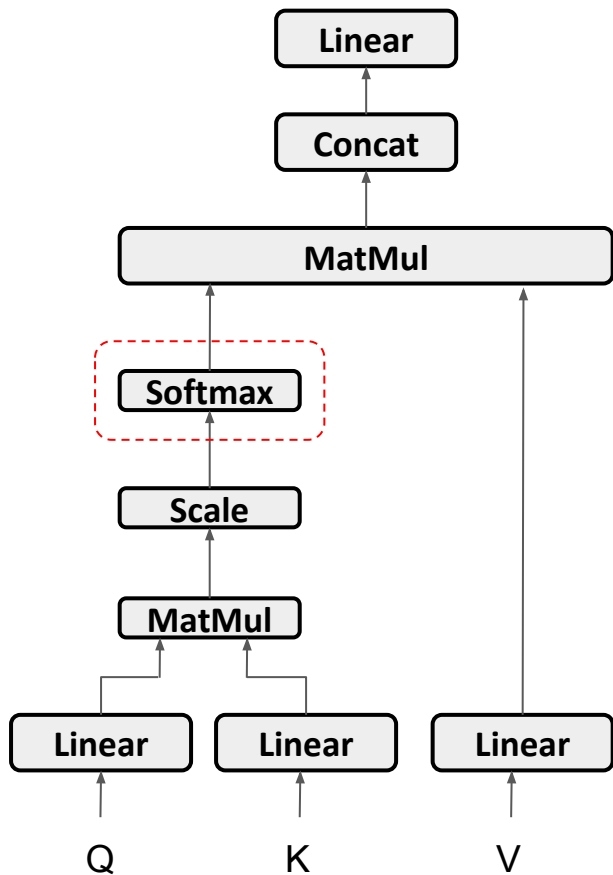 Linear
Concat
MatMul
Softmax
Scale
MatMul
Linear
Linear
Linear
Q
K
V